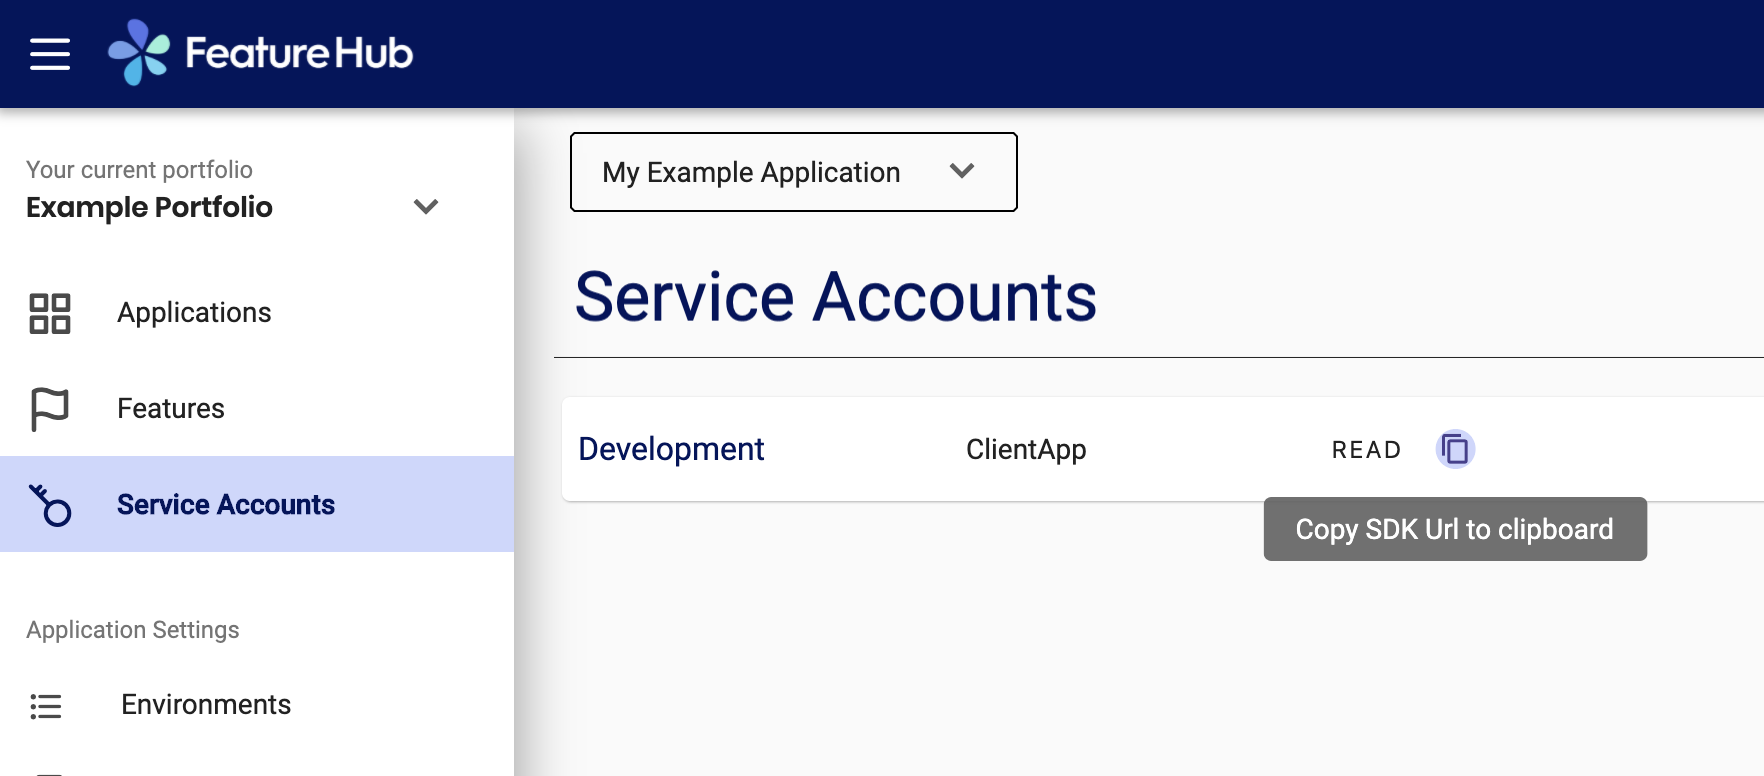 FeatureHub
Your current portfolio
Example Portfolio
Applications
Features
Service Accounts
Application Settings
Environments
My Example Application
Service Accounts
Development ClientApp READ
Copy SDK Url to clipboard